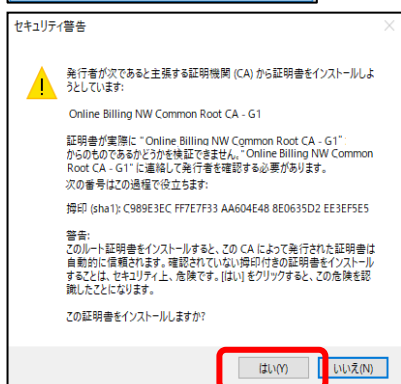 セキュリティ警告
発行者が次であると主張する証明機関 (CA) から証明書をインストールしよ
うとしています:
Online Billing NW Common Root CA - G1
証明書が実際に "Online Billing NW Common Root CA - G1"
からのものであるかどうかを検証できません。"Online Billing NW Common
Root CA - G1" に連絡して発行者を確認する必要があります。
次の番号はこの過程で役立ちます:
拇印 (sha1): C989E3EC FF7E7F33 AA604E48 8E0635D2 EE3EF5E5
警告:
このルート証明書をインストールすると、この CA によって発行された証明書は
自動的に信頼されます。確認されていない拇印付きの証明書をインストール
することは、セキュリティ上、危険です。[はい] をクリックすると、この危険を認
識したことになります。
この証明書をインストールしますか?
はい(Y)
いいえ(N)